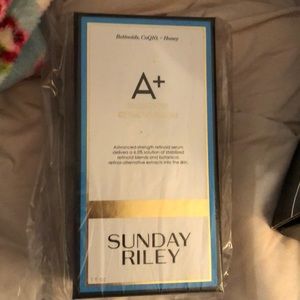 Retinoids, CoQ10, + Honey
A+
Advanced strength retinoid serum
delivers a 6.5% solution of stabilized
retinoid blends and botanical
retinol-alternative extracts into the skin.
SUNDAY
RILEY